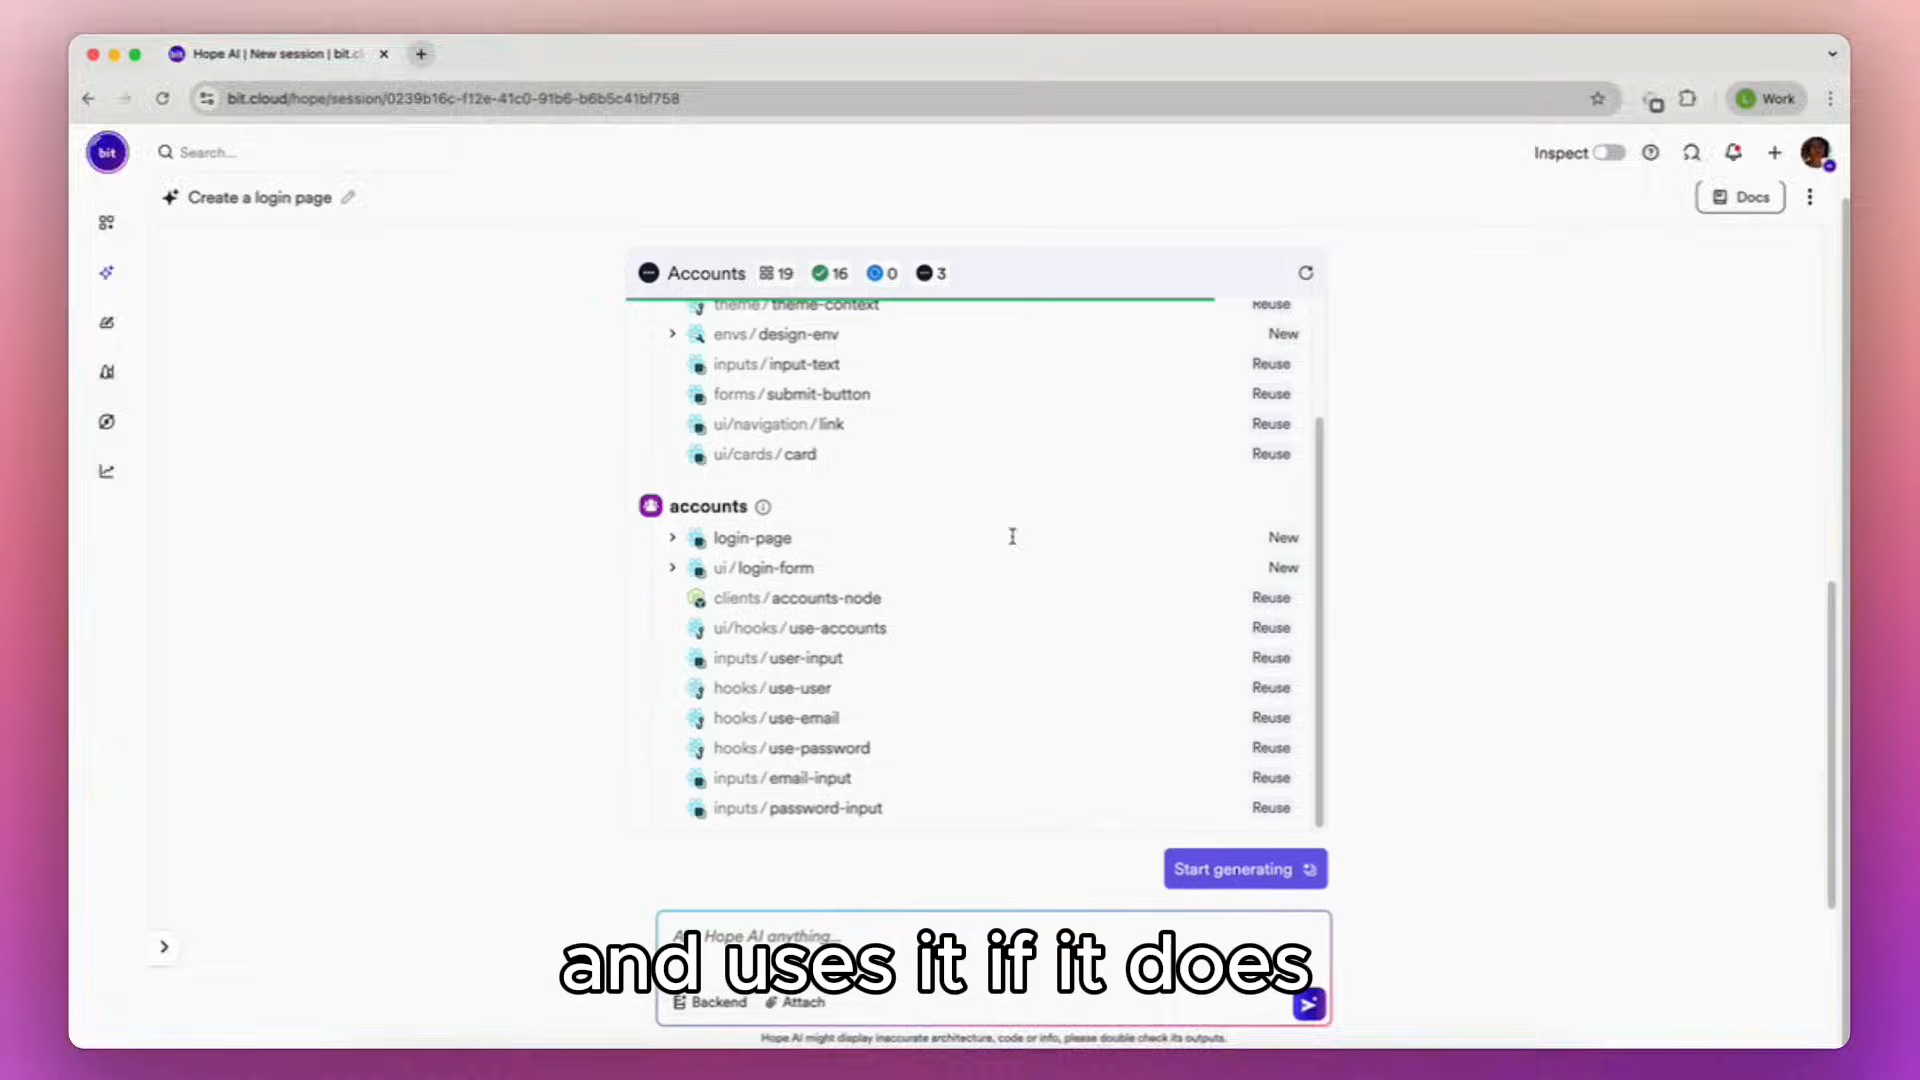 Hope AI | New session | bit.cl
bit.cloud/hope/session/0239b16c-f12e-41c0-91b6-b6b5c41bf758
Work
bit
Search...
Inspect
Create a login page
Docs
Accounts 19 16 0 3
theme/theme-context Reuse
envs/design-env New
inputs/input-text Reuse
forms/submit-button Reuse
ui/navigation/link Reuse
ui/cards/card Reuse
accounts
login-page New
ui/login-form New
clients/accounts-node Reuse
ui/hooks/use-accounts Reuse
inputs/user-input Reuse
hooks/use-user Reuse
hooks/use-email Reuse
hooks/use-password Reuse
inputs/email-input Reuse
inputs/password-input Reuse
Start generating
Hope AI anything...
and uses it if it does
Backend Attach
Hope AI might display inaccurate architecture, code or info, please double check its outputs.